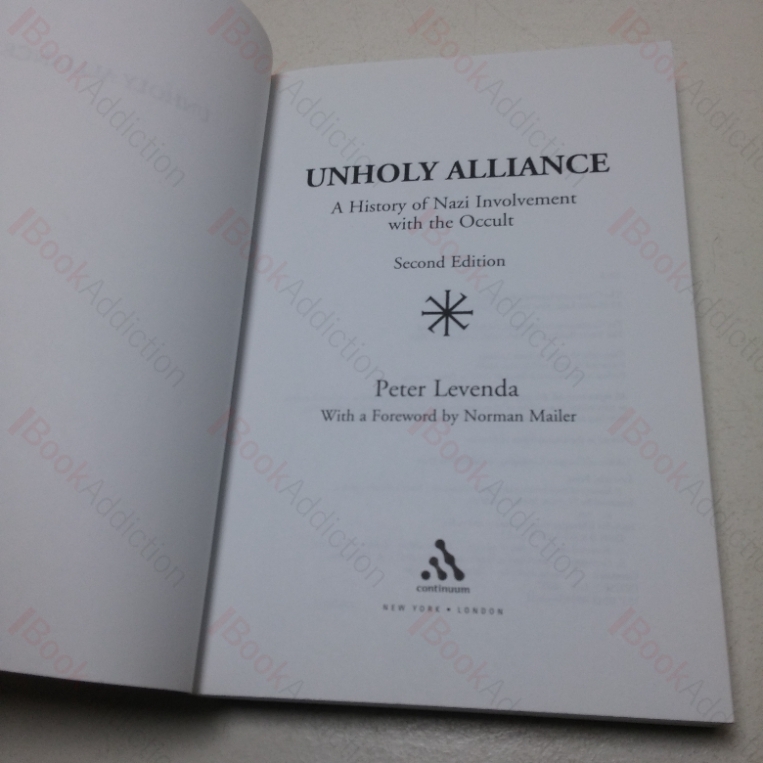 UNHOLY ALLIANCE
A History of Nazi Involvement
with the Occult
Second Edition
Peter Levenda
With a Foreword by Norman Mailer
continuum
NEW YORK • LONDON
BookAddiction